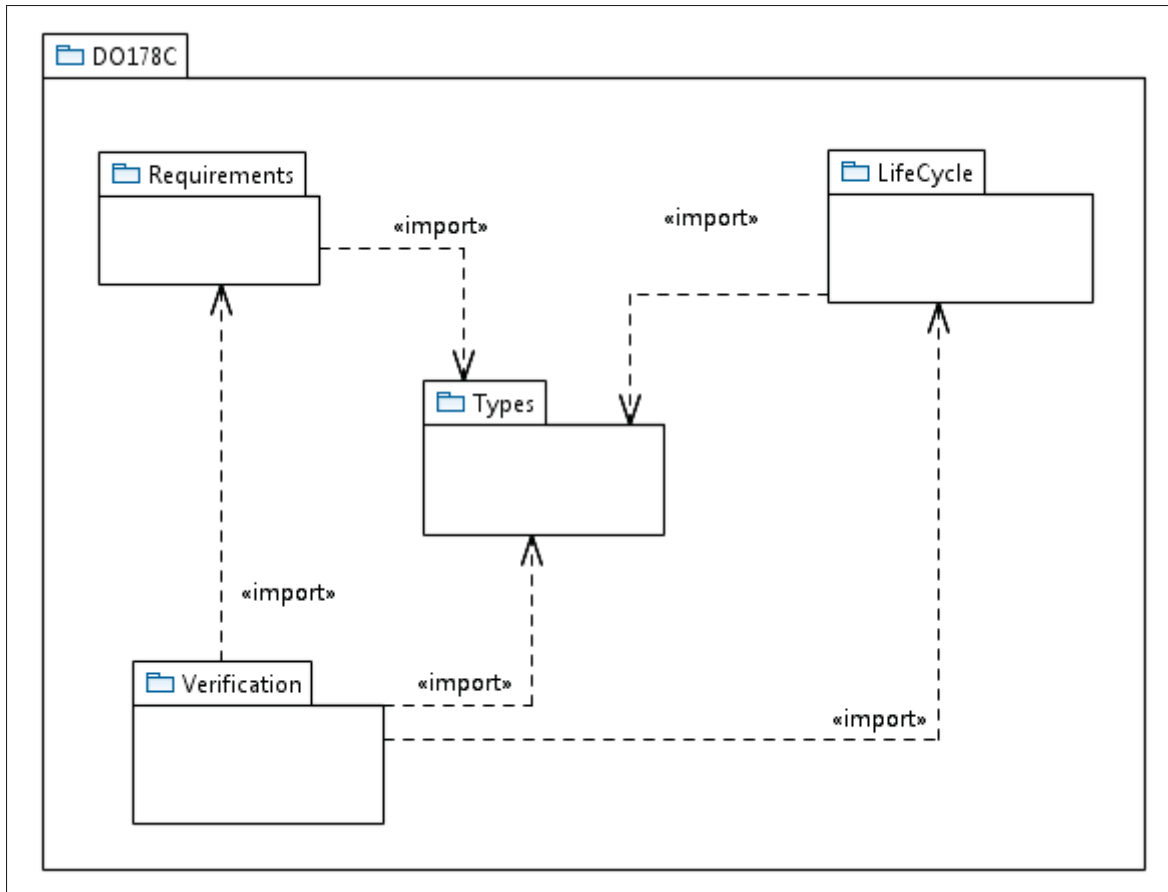 DO178C
Requirements
LifeCycle
«import»
«import»
Types
«import»
Verification
«import»
«import»